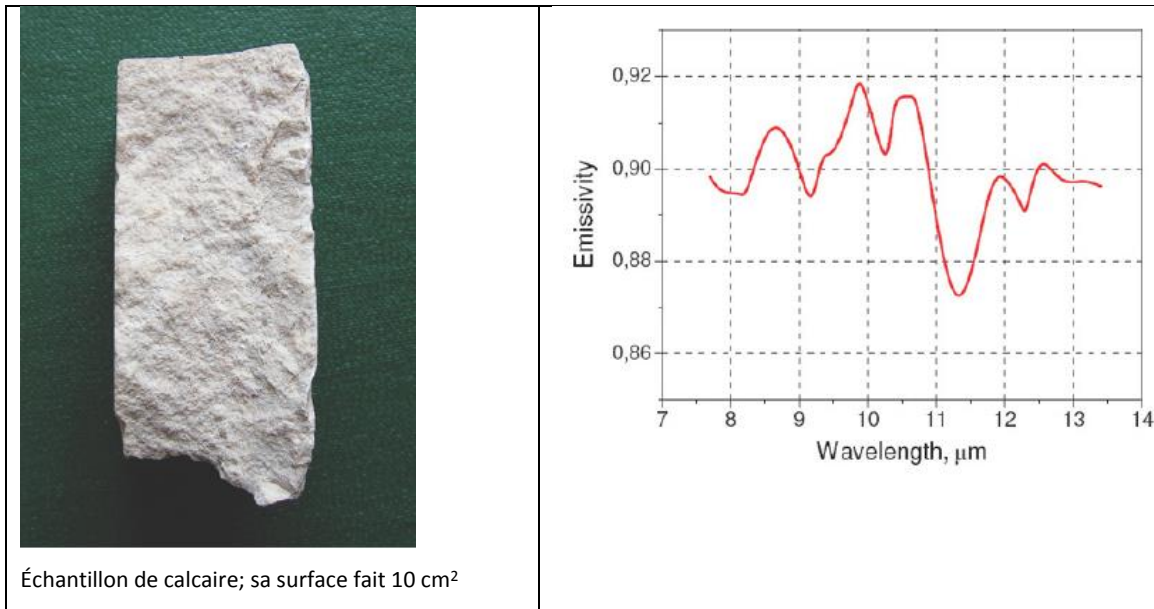 Échantillon de calcaire; sa surface fait 10 cm²
0,92
0,90
0,88
0,86
Emissivity
7 8 9 10 11 12 13 14
Wavelength, μm